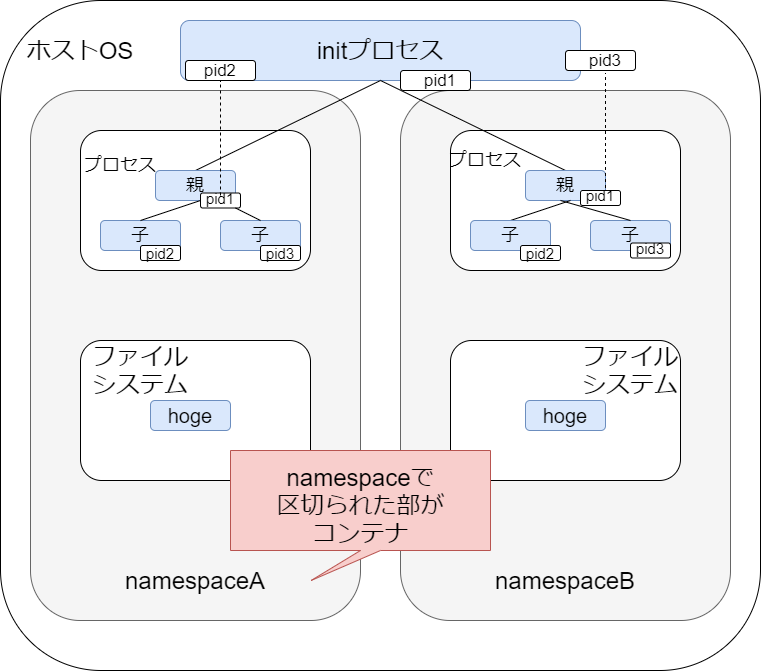 ホストOS
initプロセス
pid2
pid1
pid3
プロセス
親
pid1
子
pid2
子
pid3
プロセス
親
pid1
子
pid2
子
pid3
ファイル
システム
hoge
ファイル
システム
hoge
namespaceで
区切られた部が
コンテナ
namespaceA
namespaceB